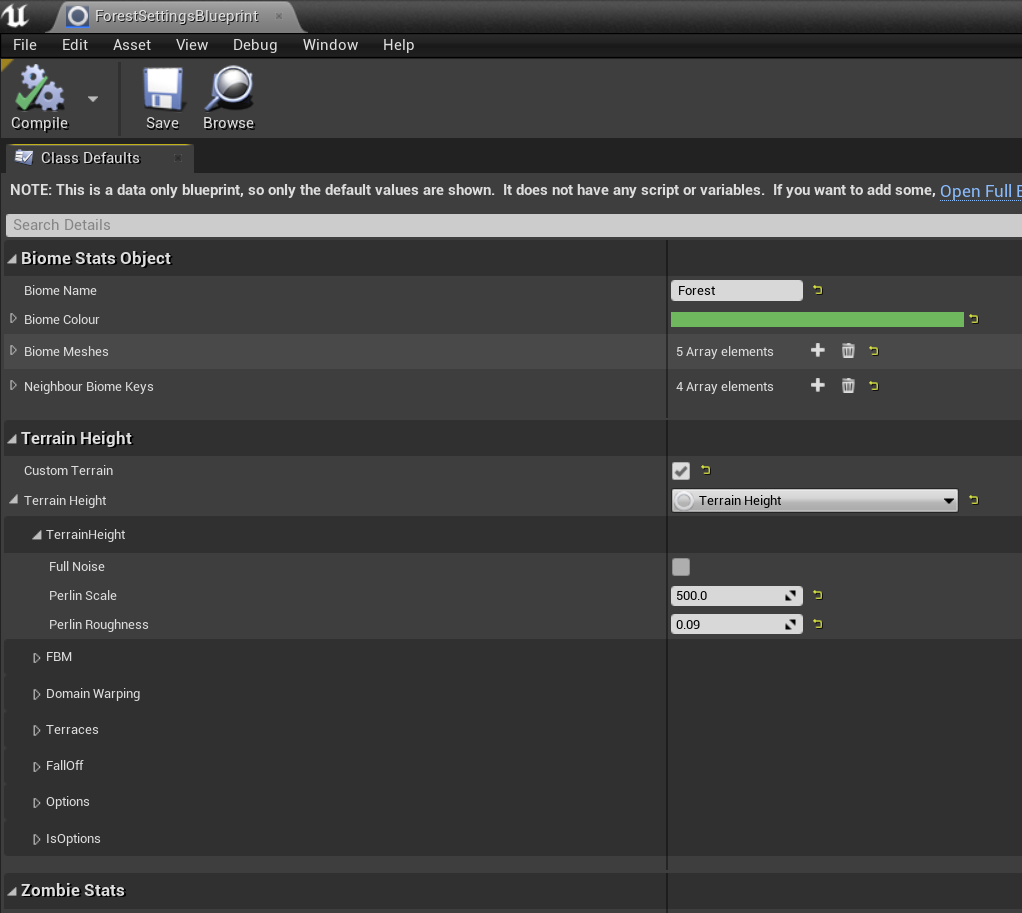 ForestSettingsBlueprint
File Edit Asset View Debug Window Help
Compile Save Browse
Class Defaults
NOTE: This is a data only blueprint, so only the default values are shown. It does not have any script or variables. If you want to add some, Open Full
Search Details
Biome Stats Object
Biome Name Forest
Biome Colour
Biome Meshes 5 Array elements
Neighbour Biome Keys 4 Array elements
Terrain Height
Custom Terrain
Terrain Height Terrain Height
TerrainHeight
Full Noise
Perlin Scale 500.0
Perlin Roughness 0.09
FBM
Domain Warping
Terraces
FallOff
Options
IsOptions
Zombie Stats